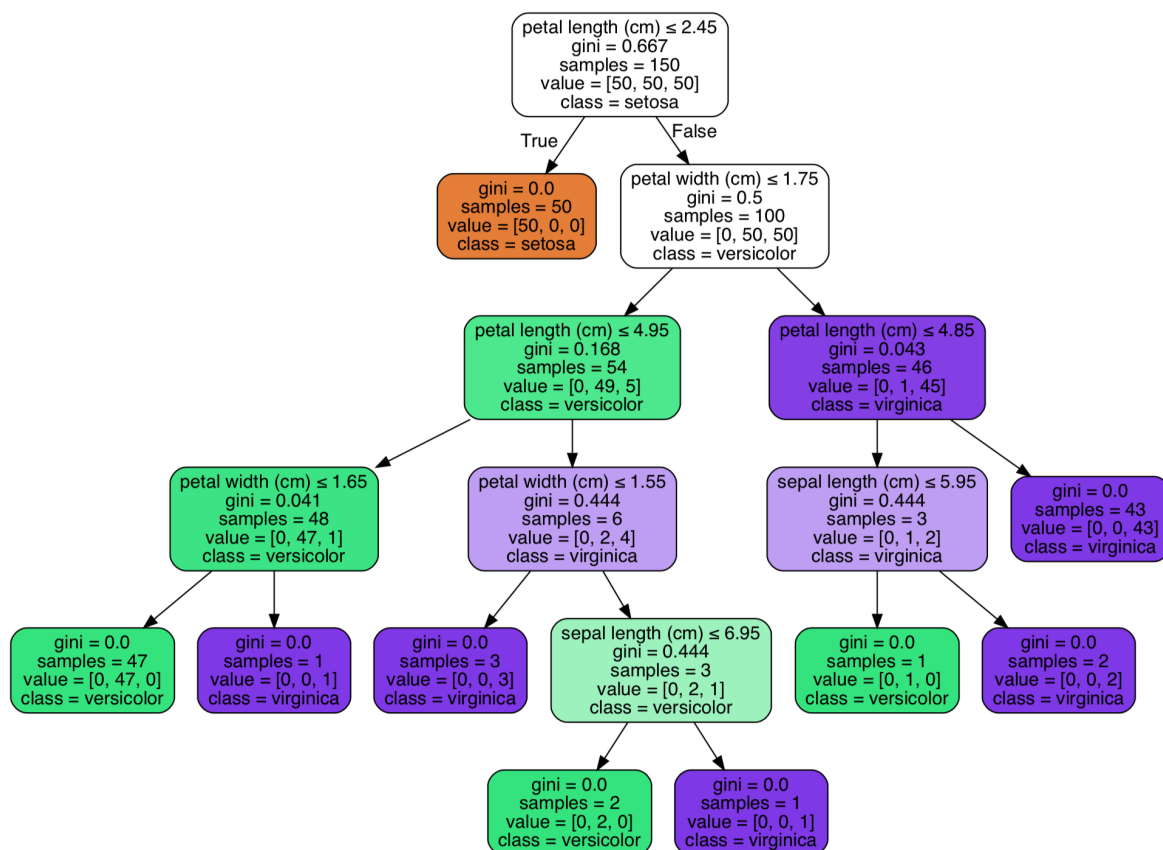 petal length (cm) ≤ 2.45
gini = 0.667
samples = 150
value = [50, 50, 50]
class = setosa
True
False
gini = 0.0
samples = 50
value = [50, 0, 0]
class = setosa
petal width (cm) ≤ 1.75
gini = 0.5
samples = 100
value = [0, 50, 50]
class = versicolor
petal length (cm) ≤ 4.95
gini = 0.168
samples = 54
value = [0, 49, 5]
class = versicolor
petal length (cm) ≤ 4.85
gini = 0.043
samples = 46
value = [0, 1, 45]
class = virginica
petal width (cm) ≤ 1.65
gini = 0.041
samples = 48
value = [0, 47, 1]
class = versicolor
petal width (cm) ≤ 1.55
gini = 0.444
samples = 6
value = [0, 2, 4]
class = virginica
sepal length (cm) ≤ 5.95
gini = 0.444
samples = 3
value = [0, 1, 2]
class = virginica
gini = 0.0
samples = 43
value = [0, 0, 43]
class = virginica
gini = 0.0
samples = 47
value = [0, 47, 0]
class = versicolor
gini = 0.0
samples = 1
value = [0, 0, 1]
class = virginica
gini = 0.0
samples = 3
value = [0, 0, 3]
class = virginica
sepal length (cm) ≤ 6.95
gini = 0.444
samples = 3
value = [0, 2, 1]
class = versicolor
gini = 0.0
samples = 1
value = [0, 1, 0]
class = versicolor
gini = 0.0
samples = 2
value = [0, 0, 2]
class = virginica
gini = 0.0
samples = 2
value = [0, 2, 0]
class = versicolor
gini = 0.0
samples = 1
value = [0, 0, 1]
class = virginica